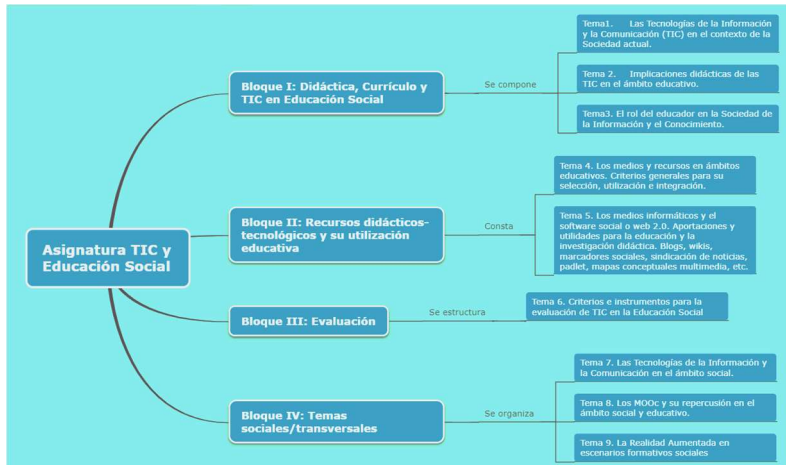 Asignatura TIC y
Educación Social
Bloque I: Didáctica, Currículo y
TIC en Educación Social
Se compone
Tema1. Las Tecnologías de la Información
y la Comunicación (TIC) en el contexto de la
Sociedad actual.
Tema 2. Implicaciones didácticas de las
TIC en el ámbito educativo.
Tema3. El rol del educador en la Sociedad de
la Información y el Conocimiento.
Bloque II: Recursos didácticos-
tecnológicos y su utilización
educativa
Consta
Tema 4. Los medios y recursos en ámbitos
educativos. Criterios generales para su
selección, utilización e integración.
Tema 5. Los medios informáticos y el
software social o web 2.0. Aportaciones y
utilidades para la educación y la
investigación didáctica. Blogs, wikis,
marcadores sociales, sindicación de noticias,
padlet, mapas conceptuales multimedia, etc.
Bloque III: Evaluación
Se estructura
Tema 6. Criterios e instrumentos para la
evaluación de TIC en la Educación Social
Bloque IV: Temas
sociales/transversales
Se organiza
Tema 7. Las Tecnologías de la Información y
la Comunicación en el ámbito social.
Tema 8. Los MOOc y su repercusión en el
ámbito social y educativo.
Tema 9. La Realidad Aumentada en
escenarios formativos sociales